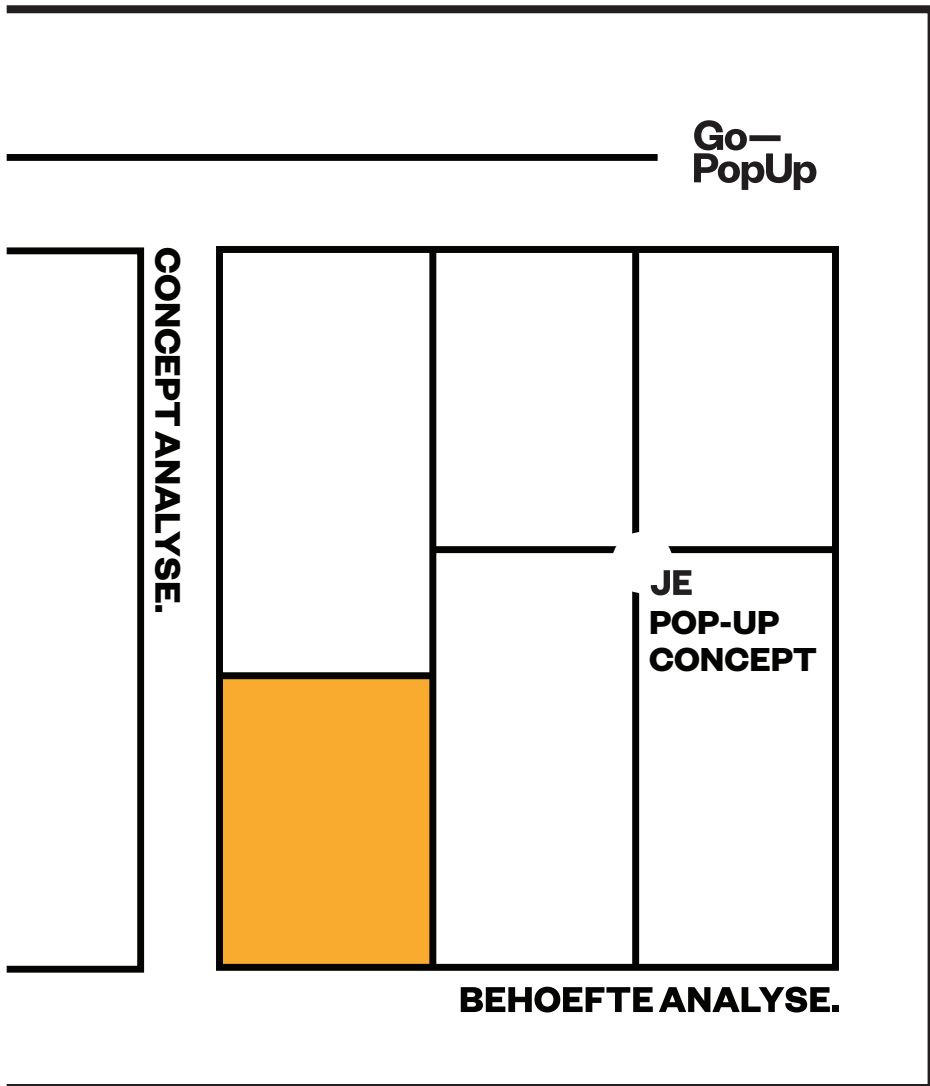 Go—
PopUp
CONCEPT ANALYSE.
JE
POP-UP
CONCEPT
BEHOEFTE ANALYSE.